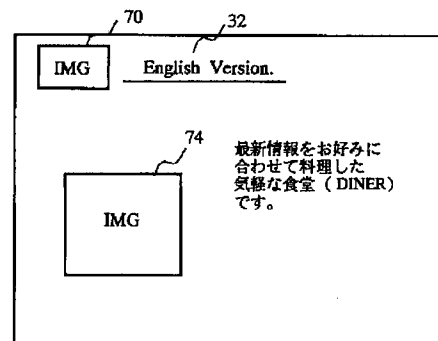 70
32
IMG
English Version.
74
IMG
最新情報をお好みに
合わせて料理した
気軽な食堂（DINER）
です。